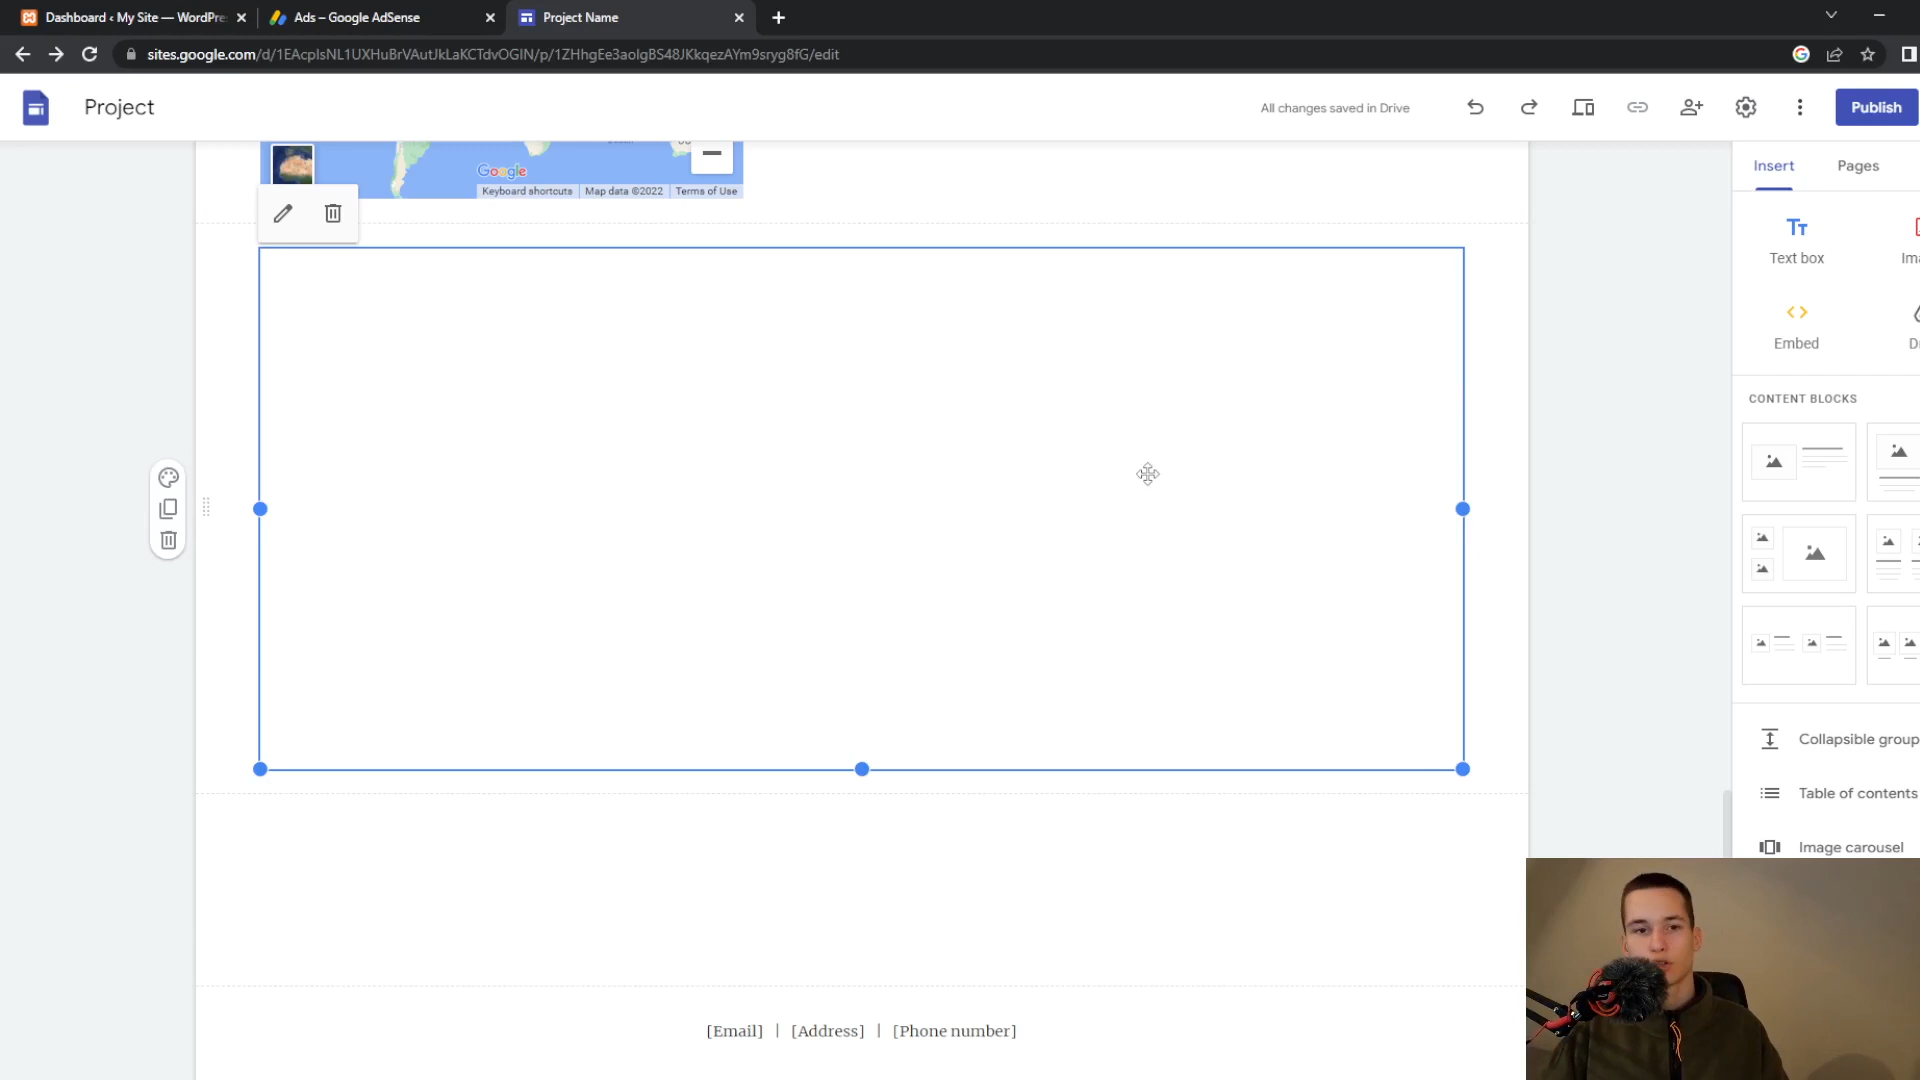 Dashboard ‹ My Site — WordPre
Ads – Google AdSense
Project Name
sites.google.com/d/1EAcpIsNL1UXHuBrVAutJkLaKCTdvOGIN/p/1ZHhgEe3aolgBS48JKkqezAYm9sryg8fG/edit
Project
All changes saved in Drive
Publish
Google
Keyboard shortcuts
Map data ©2022
Terms of Use
Insert
Pages
Text box
Ima
Embed
CONTENT BLOCKS
Collapsible group
Table of contents
Image carousel
[Email] | [Address] | [Phone number]